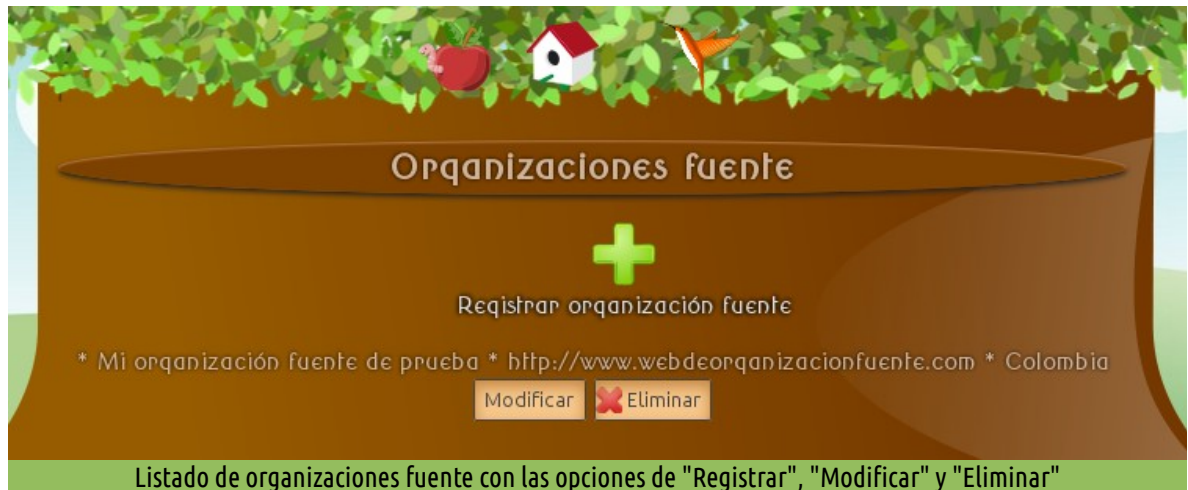 Organizaciones fuente
Registrar organización fuente
* Mi organización fuente de prueba * http://www.webdeorganizacionfuente.com * Colombia
Modificar Eliminar
Listado de organizaciones fuente con las opciones de "Registrar", "Modificar" y "Eliminar"